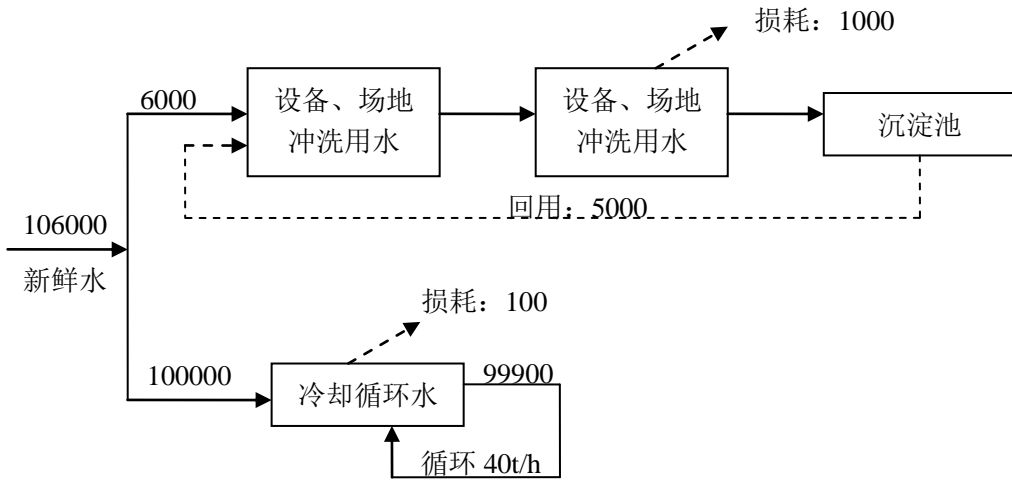 损耗：1000
6000
设备、场地
冲洗用水
设备、场地
冲洗用水
沉淀池
回用：5000
106000
新鲜水
损耗：100
100000
冷却循环水
99900
循环 40t/h